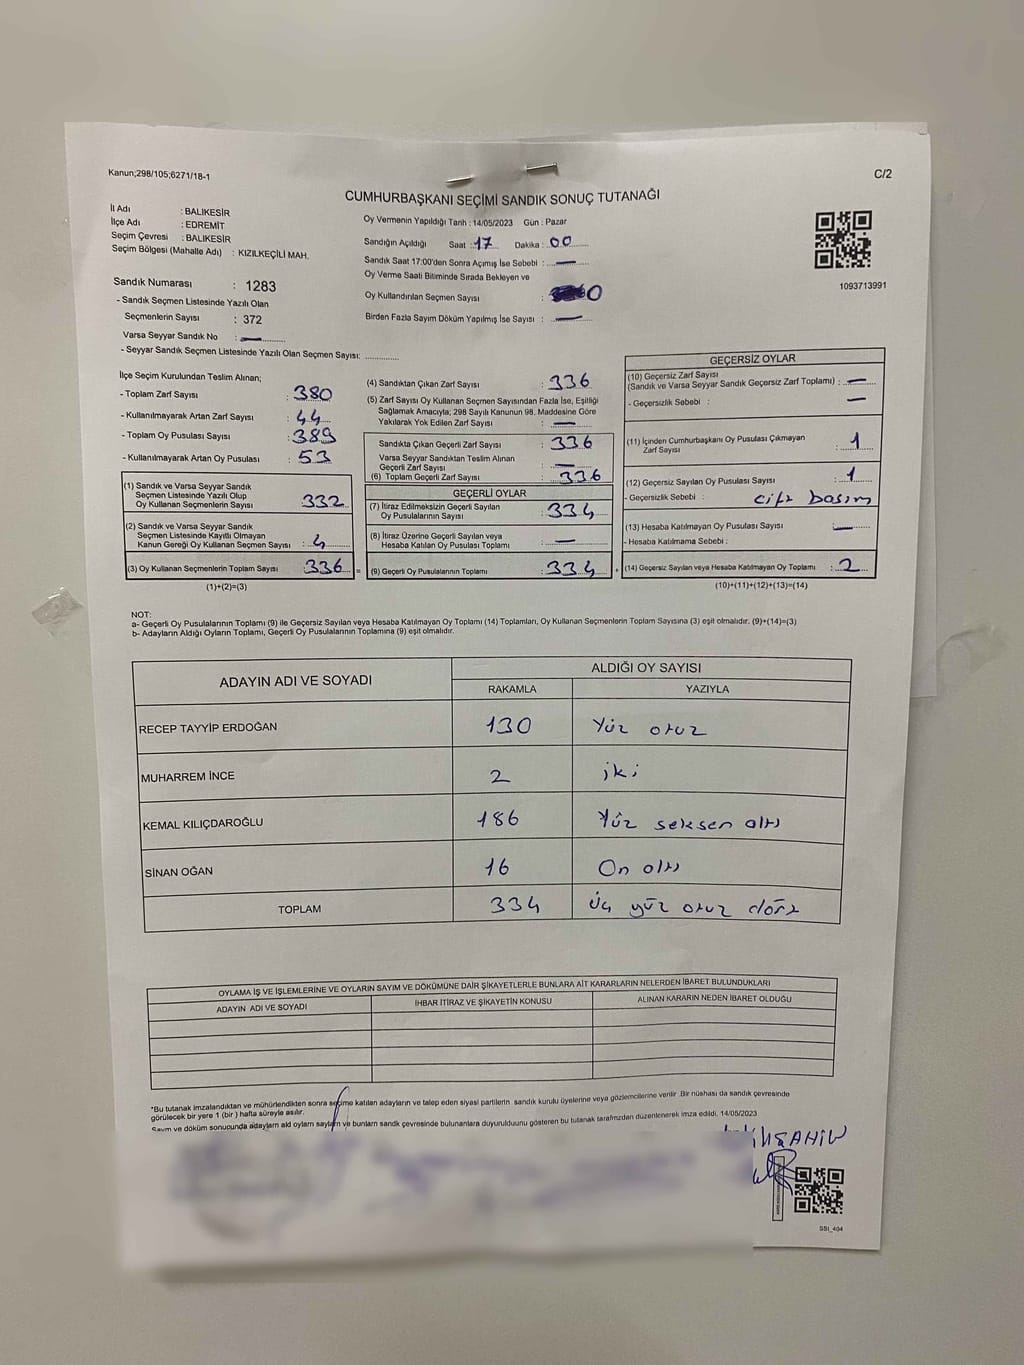 Kanun;298/105;6271/18-1
C/2
CUMHURBAŞKANI SEÇİMİ SANDIK SONUÇ TUTANAĞI
İl Adı : BALIKESİR
İlçe Adı : EDREMİT
Seçim Çevresi : BALIKESİR
Seçim Bölgesi (Mahalle Adı) : KIZILKEÇİLİ MAH.
Sandık Numarası : 1283
- Sandık Seçmen Listesinde Yazılı Olan
Seçmenlerin Sayısı : 372
Varsa Seyyar Sandık No : —
- Seyyar Sandık Seçmen Listesinde Yazılı Olan Seçmen Sayısı:
Oy Vermenin Yapıldığı Tarih : 14/05/2023 Gün : Pazar
Sandığın Açıldığı Saat : 17 Dakika : 00
Sandık Saat 17:00'den Sonra Açımış İse Sebebi : —
Oy Verme Saati Bitiminde Sırada Bekleyen ve
Oy Kullandırılan Seçmen Sayısı : 0
Birden Fazla Sayım Döküm Yapılmış İse Sayısı : —
1093713991
İlçe Seçim Kurulundan Teslim Alınan;
- Toplam Zarf Sayısı : 380
- Kullanılmayarak Artan Zarf Sayısı : 44
- Toplam Oy Pusulası Sayısı : 389
- Kullanılmayarak Artan Oy Pusulası : 53
(1) Sandık ve Varsa Seyyar Sandık
Seçmen Listesinde Yazılı Olup
Oy Kullanan Seçmenlerin Sayısı : 332
(2) Sandık ve Varsa Seyyar Sandık
Seçmen Listesinde Kayıtlı Olmayan
Kanun Gereği Oy Kullanan Seçmen Sayısı : 4
(3) Oy Kullanan Seçmenlerin Toplam Sayısı : 336
(1)+(2)=(3)
(4) Sandıktan Çıkan Zarf Sayısı : 336
(5) Zarf Sayısı Oy Kullanan Seçmen Sayısından Fazla İse, Eşitliği
Sağlamak Amacıyla; 298 Sayılı Kanunun 98. Maddesine Göre
Yakılarak Yok Edilen Zarf Sayısı : —
Sandıkta Çıkan Geçerli Zarf Sayısı : 336
Varsa Seyyar Sandıktan Teslim Alınan
Geçerli Zarf Sayısı : —
(6) Toplam Geçerli Zarf Sayısı : 336
GEÇERLİ OYLAR
(7) İtiraz Edilmeksizin Geçerli Sayılan
Oy Pusulalarının Sayısı : 334
(8) İtiraz Üzerine Geçerli Sayılan veya
Hesaba Katılan Oy Pusulası Toplamı : —
= (9) Geçerli Oy Pusulalarının Toplamı : 334 +
GEÇERSİZ OYLAR
(10) Geçersiz Zarf Sayısı
(Sandık ve Varsa Seyyar Sandık Geçersiz Zarf Toplamı) : —
- Geçersizlik Sebebi : —
(11) İçinden Cumhurbaşkanı Oy Pusulası Çıkmayan
Zarf Sayısı : 1
(12) Geçersiz Sayılan Oy Pusulası Sayısı : 1
- Geçersizlik Sebebi : çift basım
(13) Hesaba Katılmayan Oy Pusulası Sayısı : —
- Hesaba Katılmama Sebebi :
(14) Geçersiz Sayılan veya Hesaba Katılmayan Oy Toplamı : 2
(10)+(11)+(12)+(13)=(14)
NOT:
a- Geçerli Oy Pusulalarının Toplamı (9) ile Geçersiz Sayılan veya Hesaba Katılmayan Oy Toplamı (14) Toplamları, Oy Kullanan Seçmenlerin Toplam Sayısına (3) eşit olmalıdır. (9)+(14)=(3)
b- Adayların Aldığı Oyların Toplamı, Geçerli Oy Pusulalarının Toplamına (9) eşit olmalıdır.
ADAYIN ADI VE SOYADI ALDIĞI OY SAYISI
RAKAMLA YAZIYLA
RECEP TAYYİP ERDOĞAN 130 Yüz otuz
MUHARREM İNCE 2 iki
KEMAL KILIÇDAROĞLU 186 Yüz seksen altı
SİNAN OĞAN 16 On altı
TOPLAM 334 Üç yüz otuz dört
OYLAMA İŞ VE İŞLEMLERİNE VE OYLARIN SAYIM VE DÖKÜMÜNE DAİR ŞİKAYETLERLE BUNLARA AİT KARARLARIN NELERDEN İBARET BULUNDUKLARI
ADAYIN ADI VE SOYADI İHBAR İTİRAZ VE ŞİKAYETİN KONUSU ALINAN KARARIN NEDEN İBARET OLDUĞU
*Bu tutanak imzalandıktan ve mühürlendikten sonra seçime katılan adayların ve talep eden siyasi partilerin sandık kurulu üyelerine veya gözlemcilerine verilir .Bir nüshası da sandık çevresinde
görülecek bir yere 1 (bir ) hafta süreyle asılır.
Sayım ve döküm sonucunda adayların aldı oyların sayıların ve bunların sandık çevresinde bulunanlara duyurulduunu gösteren bu tutanak tarafmızdan düzenlenerek imza edildi. 14/05/2023
SSI_404